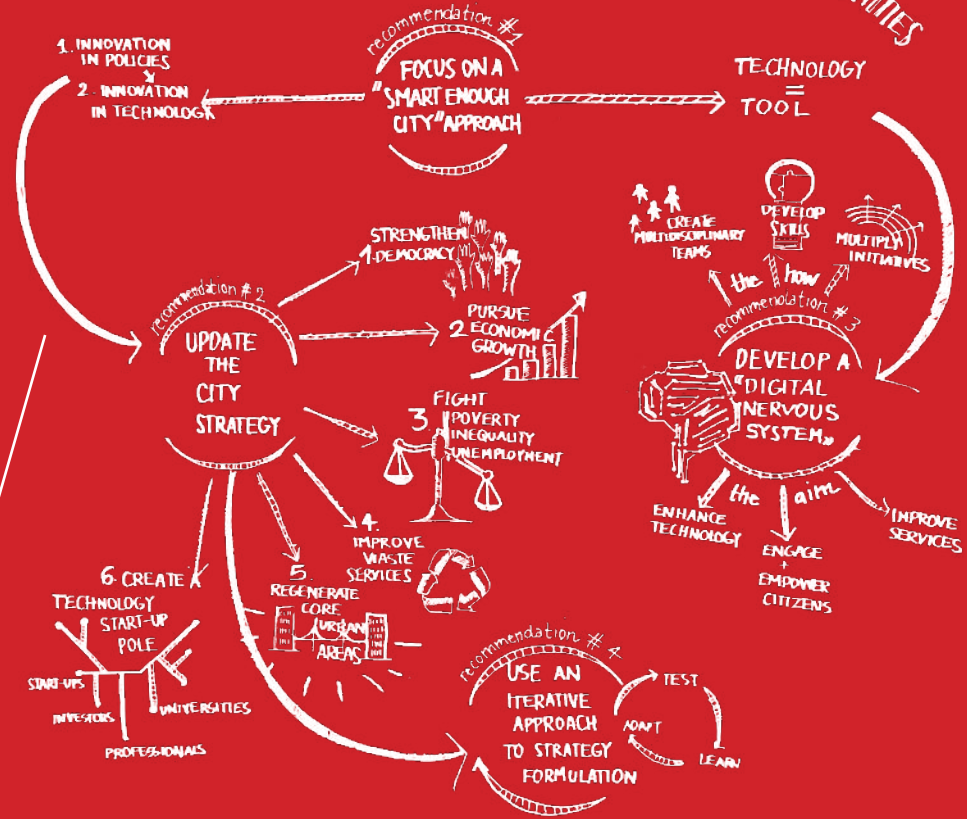 recommendation #1
FOCUS ON A
"SMART ENOUGH
CITY" APPROACH
1. INNOVATION
IN POLICIES
2. INNOVATION
IN TECHNOLOGY
TECHNOLOGY
=
TOOL
recommendation #2
UPDATE
THE
CITY
STRATEGY
1. STRENGTHEN
DEMOCRACY
2 PURSUE
ECONOMIC
GROWTH
3. FIGHT
POVERTY
INEQUALITY
UNEMPLOYMENT
4.
IMPROVE
WASTE
SERVICES
5.
REGENERATE
CORE
URBAN
AREAS
6. CREATE A
TECHNOLOGY
START-UP
POLE
START-UPS
INVESTORS
PROFESSIONALS
UNIVERSITIES
the how
CREATE
MULTIDISCIPLINARY
TEAMS
DEVELOP
SKILLS
MULTIPLY
INITIATIVES
recommendation #3
DEVELOP A
"DIGITAL
NERVOUS
SYSTEM»
the aim
ENHANCE
TECHNOLOGY
ENGAGE
+
EMPOWER
CITIZENS
IMPROVE
SERVICES
recommendation #4
USE AN
ITERATIVE
APPROACH
TO STRATEGY
FORMULATION
TEST
LEARN
ADAPT